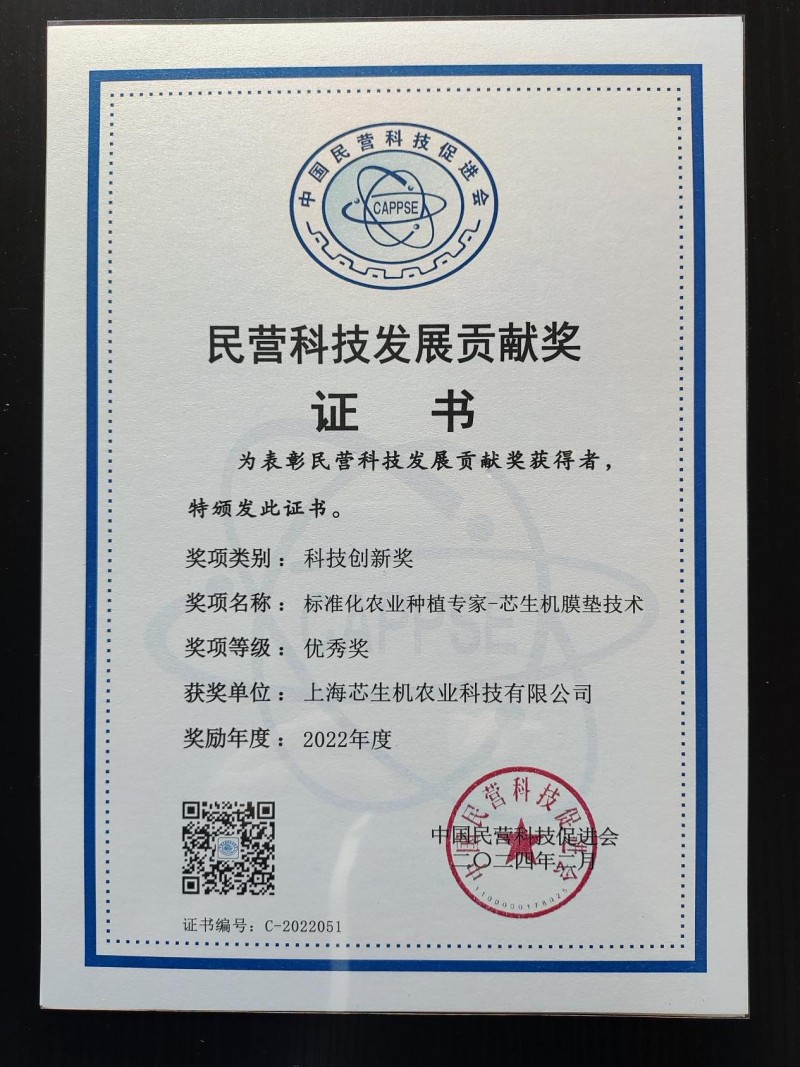 中国民营科技促进会
CAPPSE
民营科技发展贡献奖
证 书
为表彰民营科技发展贡献奖获得者，
特颁发此证书。
奖项类别：科技创新奖
奖项名称：标准化农业种植专家-芯生机膜垫技术
奖项等级：优秀奖
获奖单位：上海芯生机农业科技有限公司
奖励年度：2022年度
CAPPSE
中国民营科技促进会
中国民营科技促进会
二〇二四年二月
1100000178025
证书编号：C-2022051